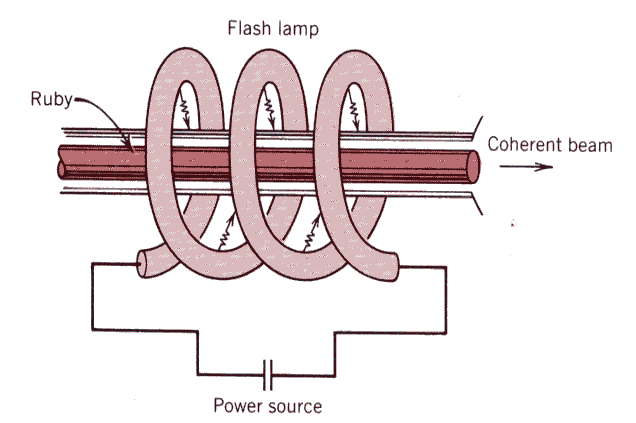 Flash lamp
Ruby
Coherent beam
Power source